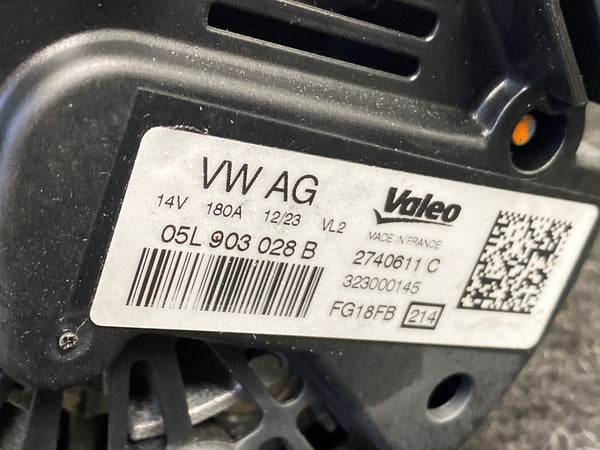 VW AG
14V 180A 12/23 VL2
05L 903 028 B
Valeo
MADE IN FRANCE
2740611 C
323000145
FG18FB 214